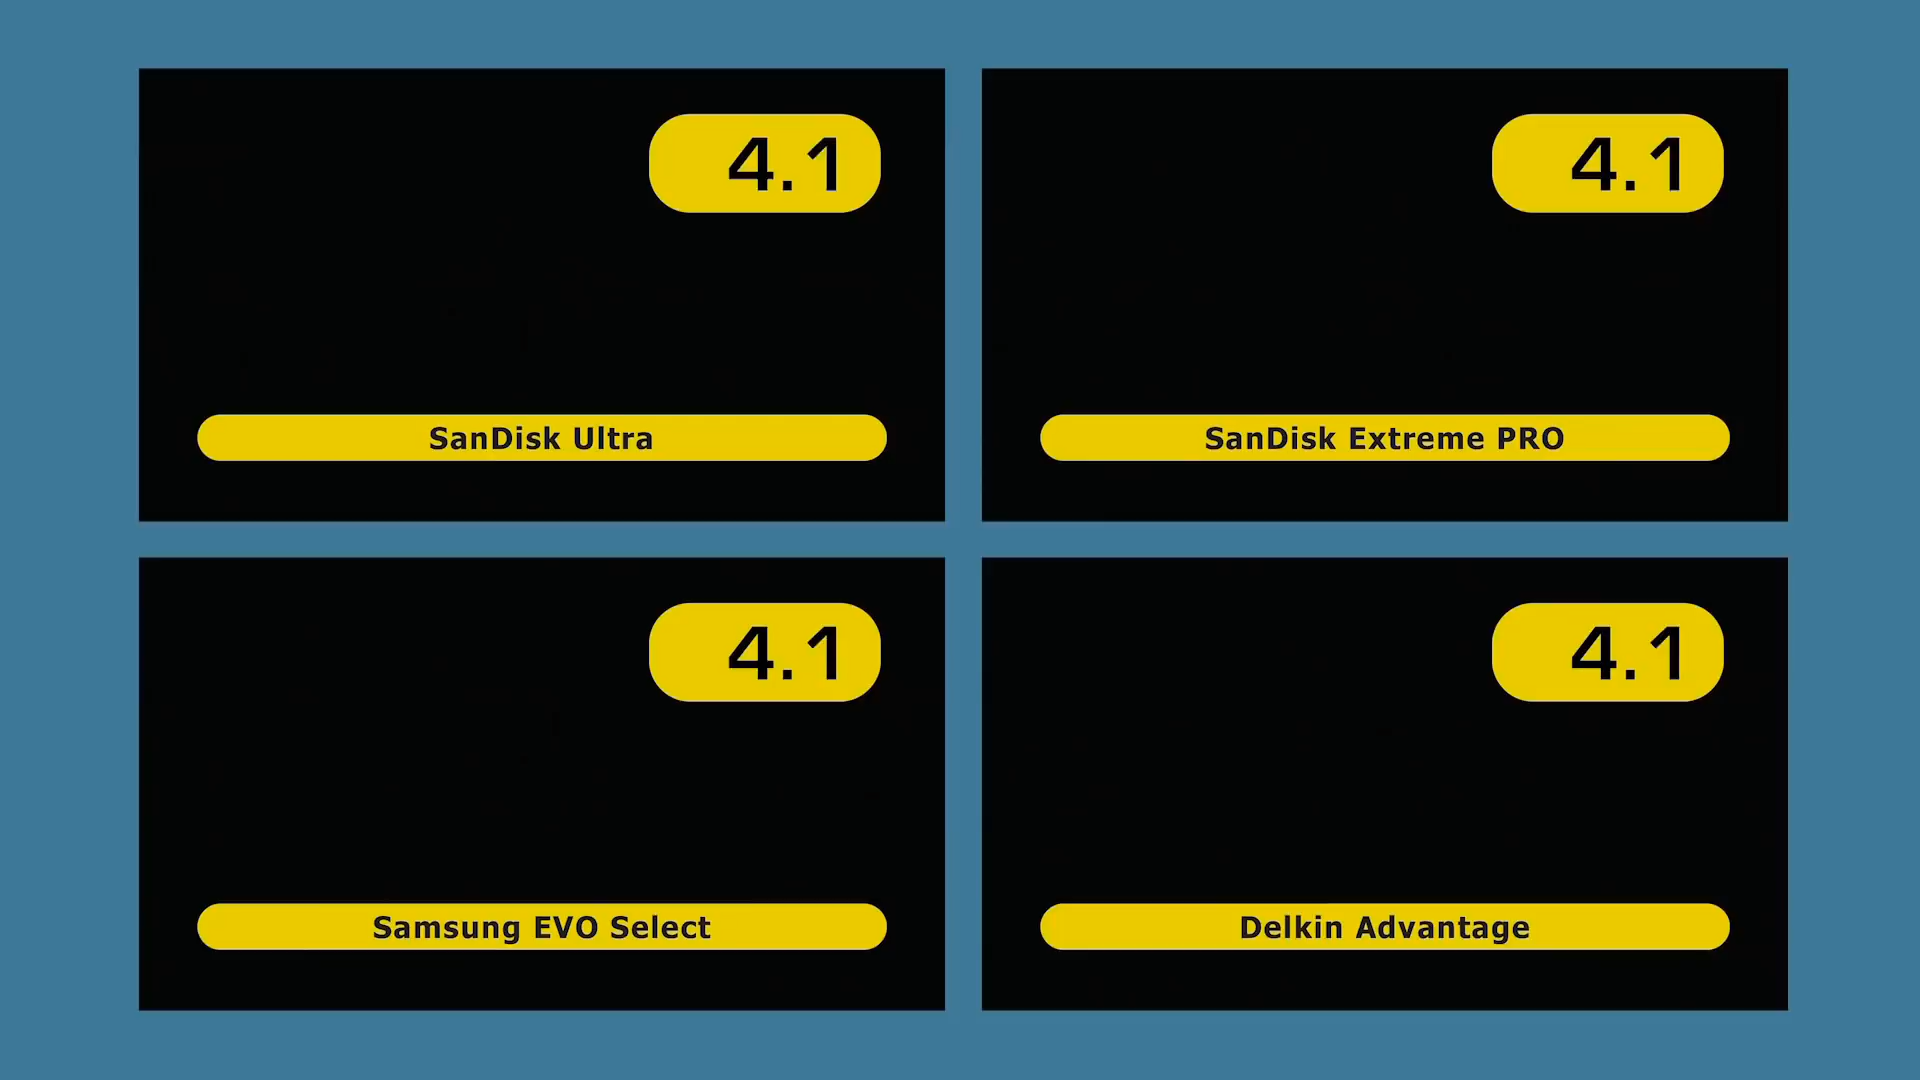 4.1
SanDisk Ultra
4.1
SanDisk Extreme PRO
4.1
Samsung EVO Select
4.1
Delkin Advantage